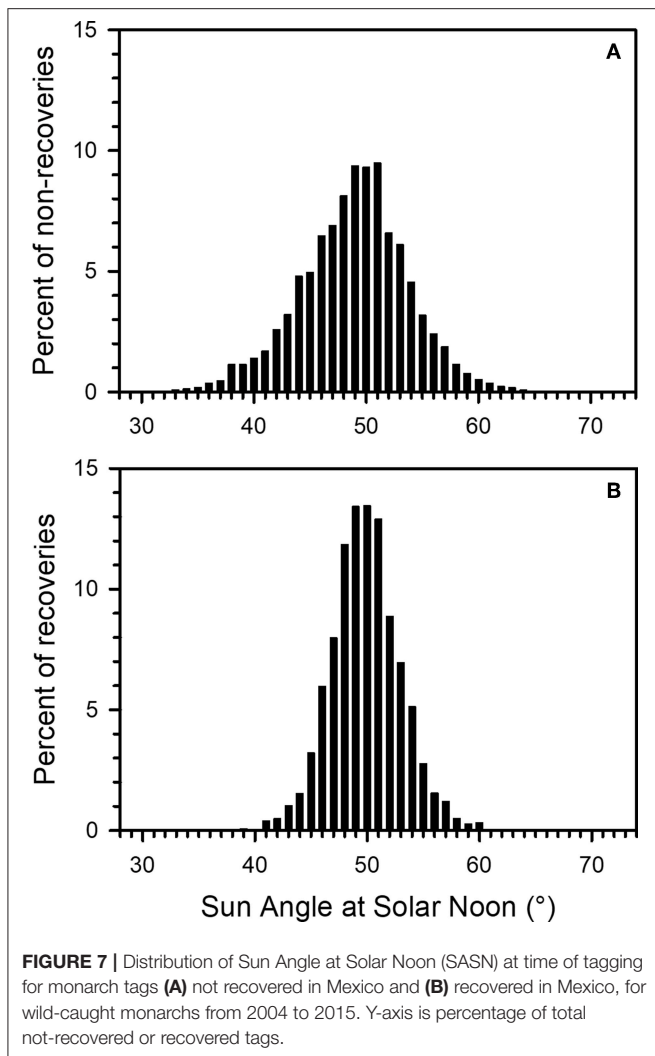 15
A
10
Percent of non-recoveries
5
0
30 40 50 60 70
15
B
10
Percent of recoveries
5
0
30 40 50 60 70
Sun Angle at Solar Noon (°)
FIGURE 7 | Distribution of Sun Angle at Solar Noon (SASN) at time of tagging
for monarch tags (A) not recovered in Mexico and (B) recovered in Mexico, for
wild-caught monarchs from 2004 to 2015. Y-axis is percentage of total
not-recovered or recovered tags.